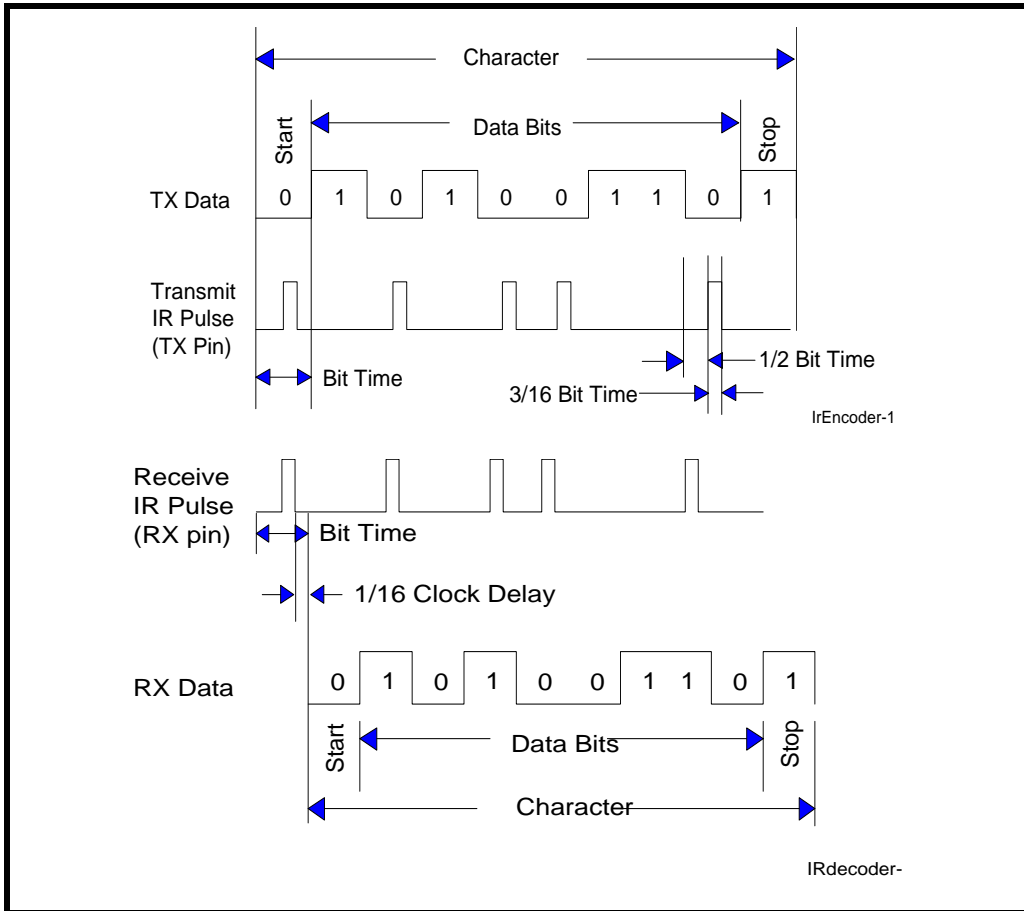 Character
Start
Data Bits
Stop
TX Data
0 1 0 1 0 0 1 1 0 1
Transmit
IR Pulse
(TX Pin)
1/2 Bit Time
Bit Time
3/16 Bit Time
IrEncoder-1
Receive
IR Pulse
(RX pin)
Bit Time
1/16 Clock Delay
RX Data
0 1 0 1 0 0 1 1 0 1
Start
Data Bits
Stop
Character
IRdecoder-